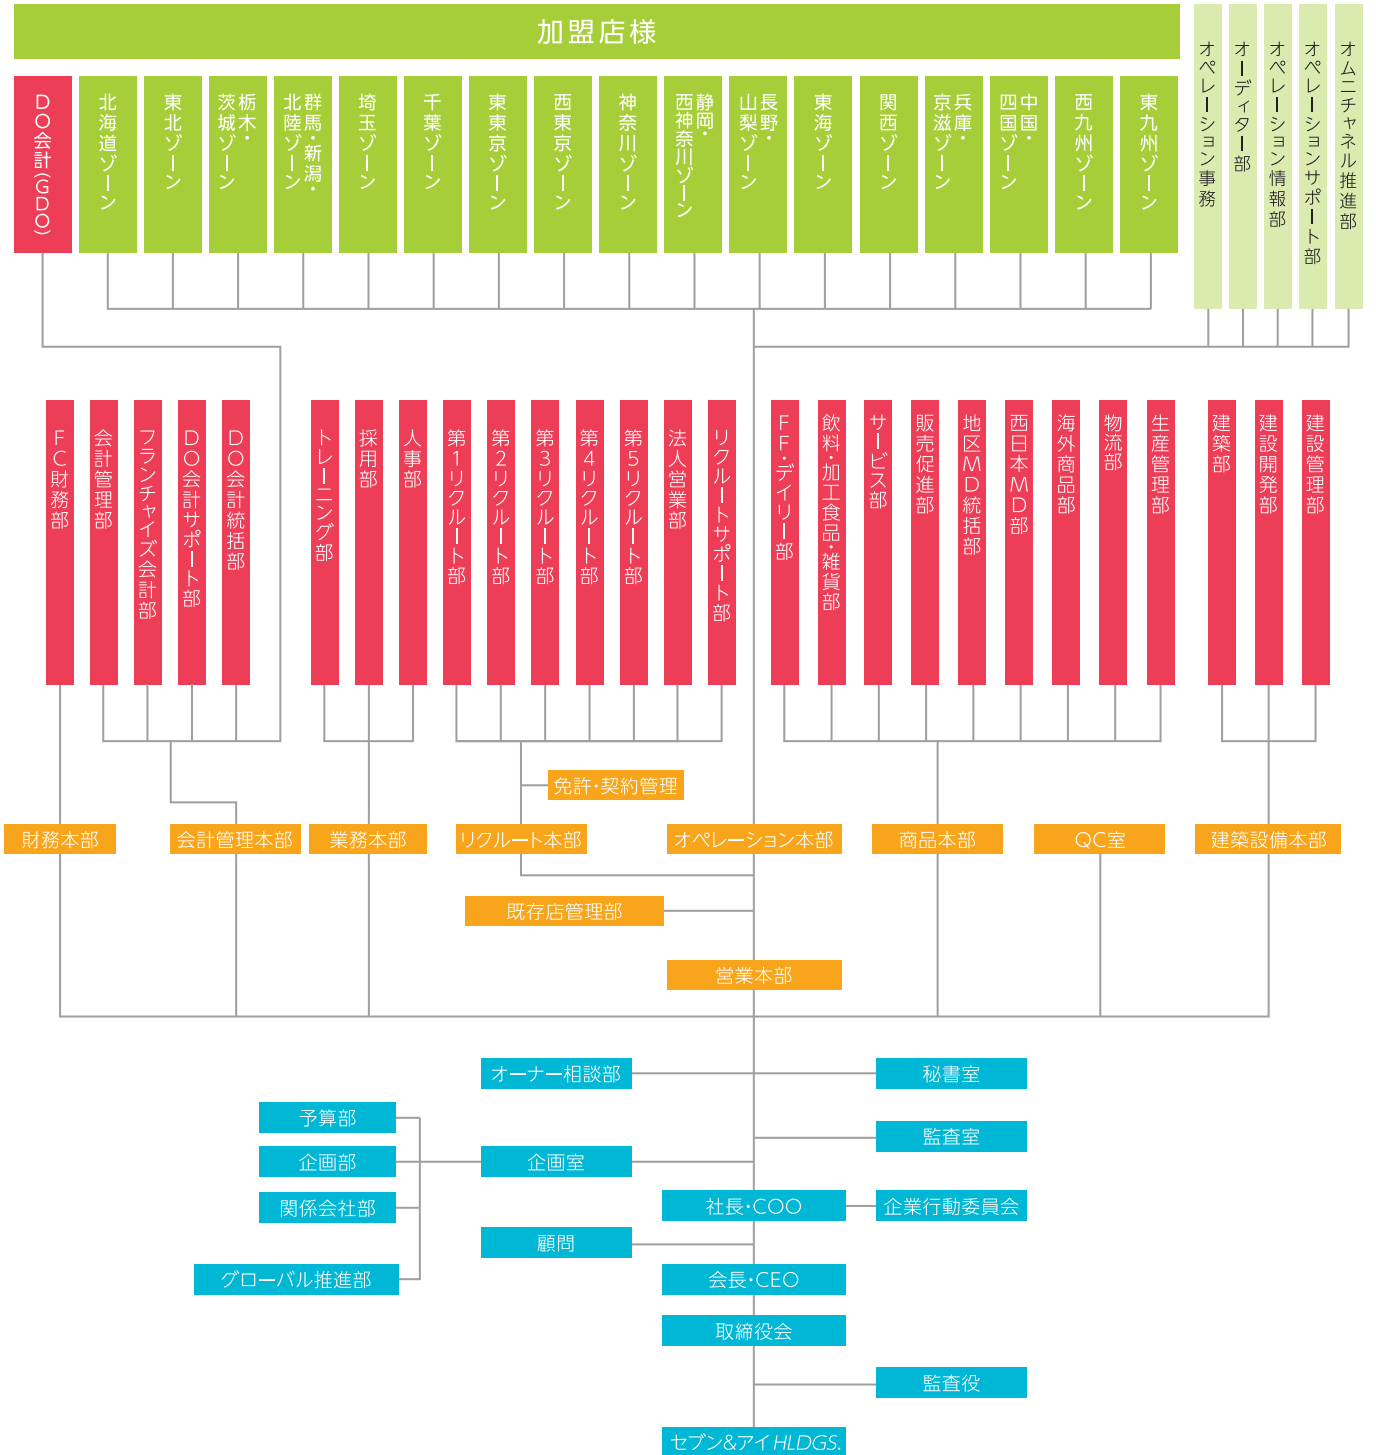 加盟店様
DO会計(GDO)
北海道ゾーン
東北ゾーン
栃木・
茨城ゾーン
群馬・新潟・
北陸ゾーン
埼玉ゾーン
千葉ゾーン
東東京ゾーン
西東京ゾーン
神奈川ゾーン
静岡・
西神奈川ゾーン
長野・
山梨ゾーン
東海ゾーン
関西ゾーン
兵庫・
京滋ゾーン
中国・
四国ゾーン
西九州ゾーン
東九州ゾーン
オペレーション事務
オーディター部
オペレーション情報部
オペレーションサポート部
オムニチャネル推進部
FC財務部
会計管理部
フランチャイズ会計部
DO会計サポート部
DO会計統括部
トレーニング部
採用部
人事部
第1リクルート部
第2リクルート部
第3リクルート部
第4リクルート部
第5リクルート部
法人営業部
リクルートサポート部
FF・デイリー部
飲料・加工食品・雑貨部
サービス部
販売促進部
地区MD統括部
西日本MD部
海外商品部
物流部
生産管理部
建築部
建設開発部
建設管理部
免許・契約管理
財務本部
会計管理本部
業務本部
リクルート本部
オペレーション本部
商品本部
QC室
建築設備本部
既存店管理部
営業本部
オーナー相談部
秘書室
予算部
監査室
企画部
企画室
関係会社部
社長・COO
企業行動委員会
顧問
グローバル推進部
会長・CEO
取締役会
監査役
セブン&アイHLDGS.